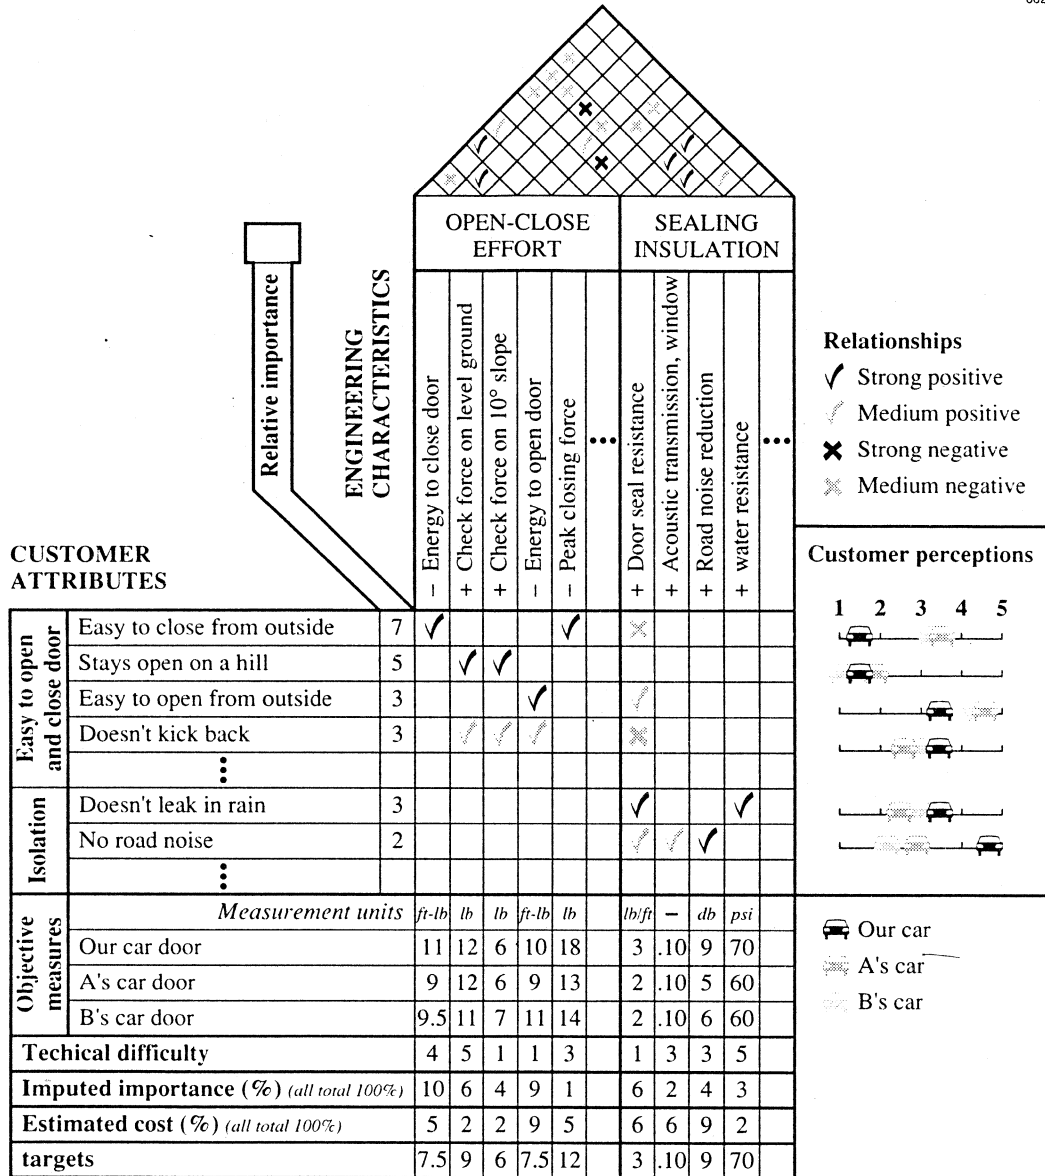 OPEN-CLOSE EFFORT
SEALING INSULATION
Relative importance
ENGINEERING CHARACTERISTICS
− Energy to close door
+ Check force on level ground
+ Check force on 10° slope
− Energy to open door
− Peak closing force
•••
+ Door seal resistance
+ Acoustic transmission, window
+ Road noise reduction
+ water resistance
•••
Relationships
Strong positive
Medium positive
Strong negative
Medium negative
CUSTOMER
ATTRIBUTES
Customer perceptions
1 2 3 4 5
Easy to open and close door
Easy to close from outside 7
Stays open on a hill 5
Easy to open from outside 3
Doesn't kick back 3
Isolation
Doesn't leak in rain 3
No road noise 2
Objective measures
Measurement units ft-lb lb lb ft-lb lb lb/ft − db psi
Our car door 11 12 6 10 18 3 .10 9 70
A's car door 9 12 6 9 13 2 .10 5 60
B's car door 9.5 11 7 11 14 2 .10 6 60
Techical difficulty 4 5 1 1 3 1 3 3 5
Imputed importance (%) (all total 100%) 10 6 4 9 1 6 2 4 3
Estimated cost (%) (all total 100%) 5 2 2 9 5 6 6 9 2
targets 7.5 9 6 7.5 12 3 .10 9 70
Our car
A's car
B's car